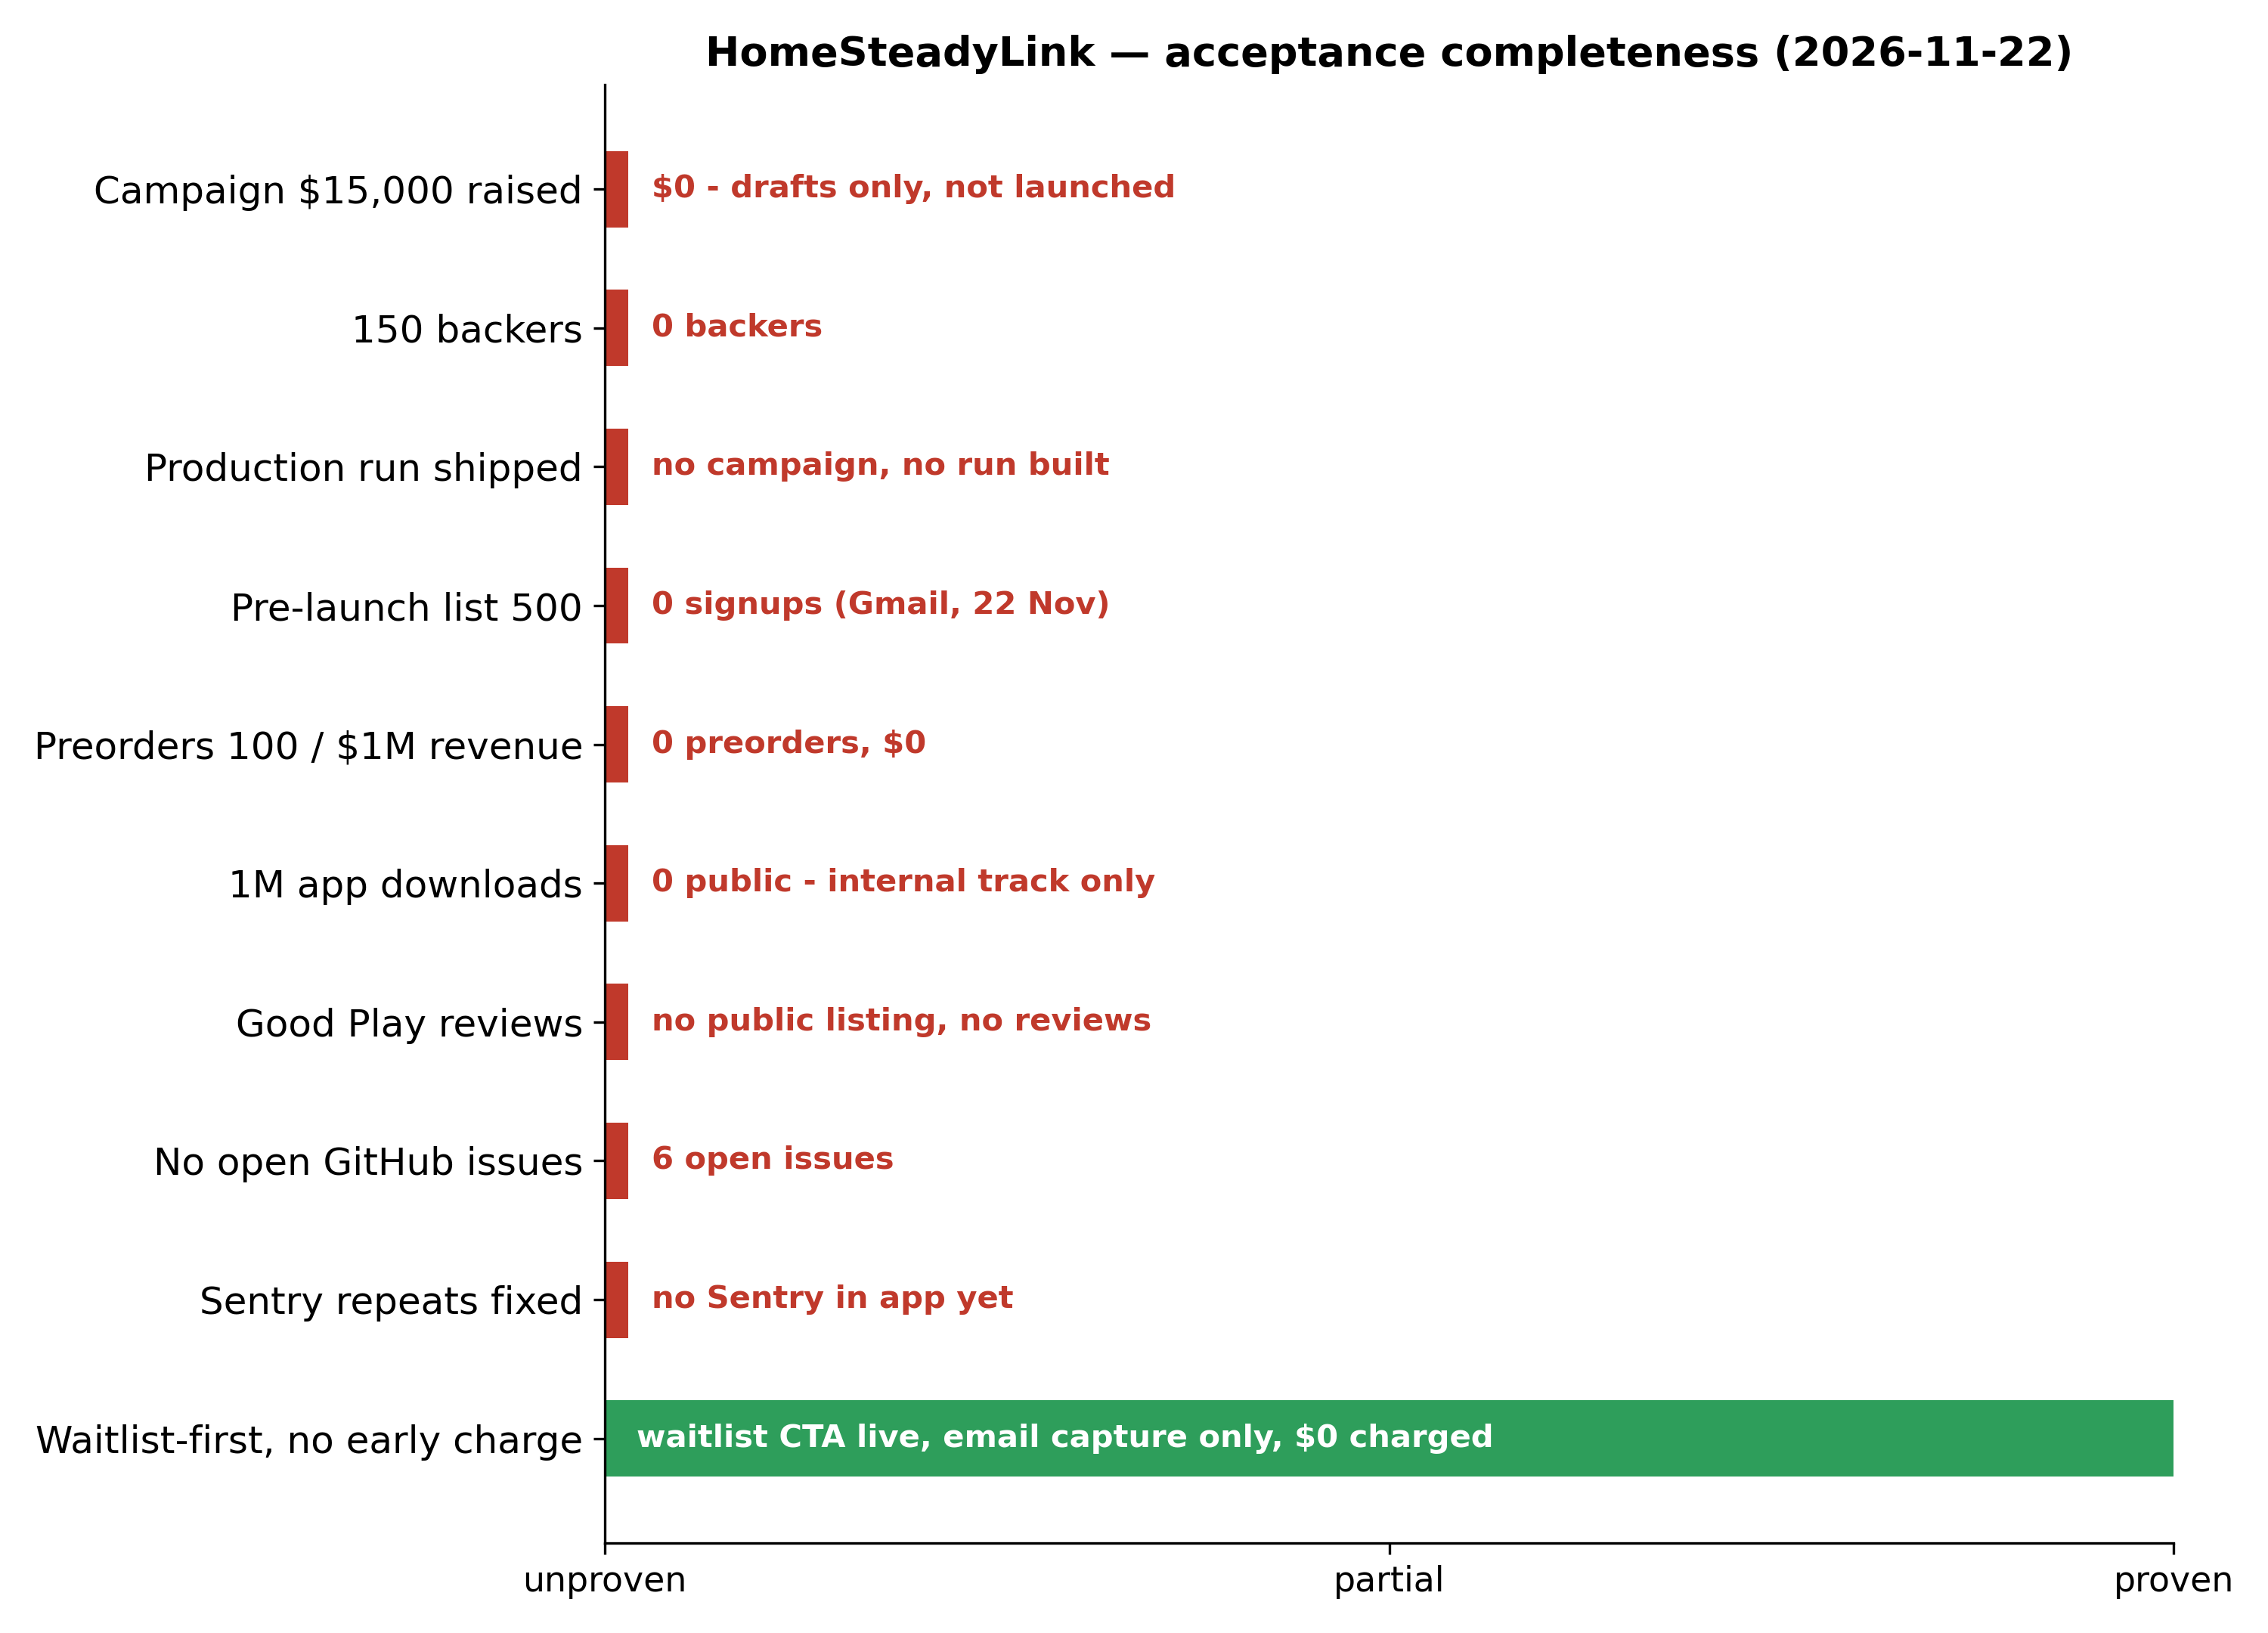 HomeSteadyLink — acceptance completeness (2026-11-22)
Campaign $15,000 raised
$0 - drafts only, not launched
150 backers
0 backers
Production run shipped
no campaign, no run built
Pre-launch list 500
0 signups (Gmail, 22 Nov)
Preorders 100 / $1M revenue
0 preorders, $0
1M app downloads
0 public - internal track only
Good Play reviews
no public listing, no reviews
No open GitHub issues
6 open issues
Sentry repeats fixed
no Sentry in app yet
Waitlist-first, no early charge
waitlist CTA live, email capture only, $0 charged
unproven
partial
proven